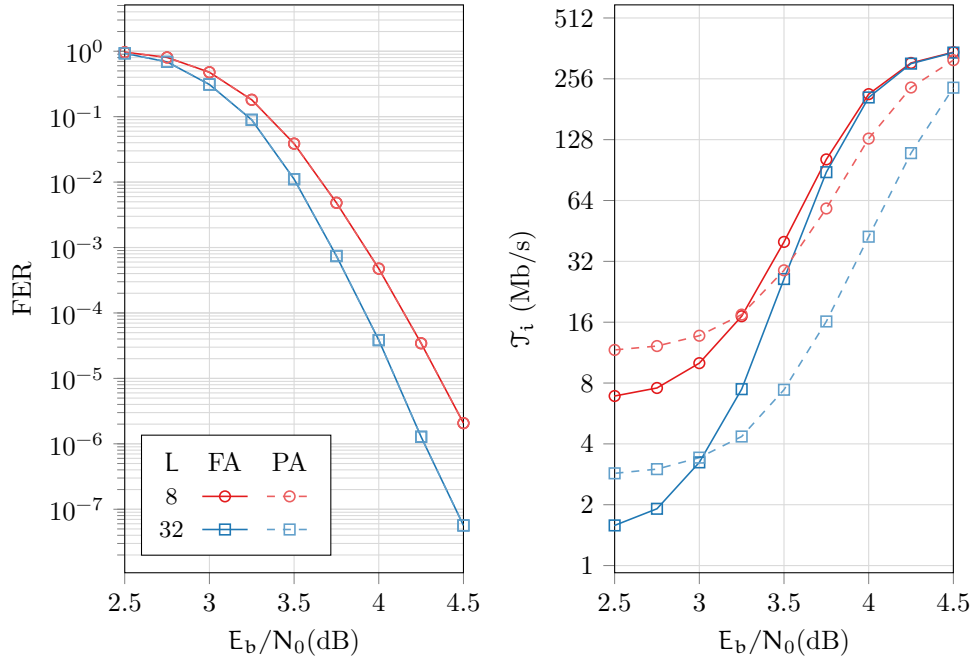 10⁰
10⁻¹
10⁻²
10⁻³
10⁻⁴
10⁻⁵
10⁻⁶
10⁻⁷
FER
L FA PA
8
32
2.5 3 3.5 4 4.5
E_b/N_0(dB)
512
256
128
64
32
16
8
4
2
1
𝒯_i (Mb/s)
2.5 3 3.5 4 4.5
E_b/N_0(dB)